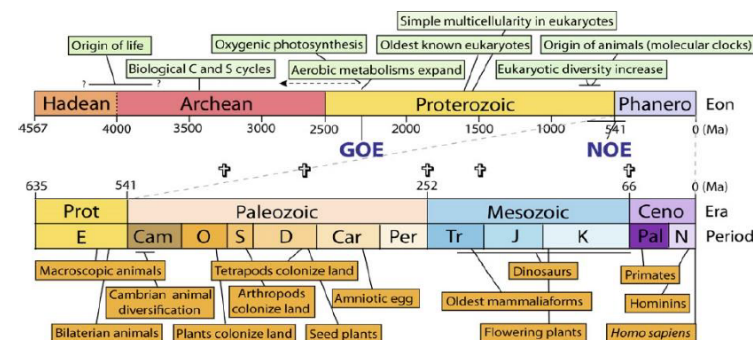 Simple multicellularity in eukaryotes
Origin of life
Oxygenic photosynthesis
Oldest known eukaryotes
Origin of animals (molecular clocks)
? ?
Biological C and S cycles
Aerobic metabolisms expand
Eukaryotic diversity increase
Hadean Archean Proterozoic Phanero Eon
4567 4000 3500 3000 2500 2000 1500 1000 541 0 (Ma)
GOE NOE
635 541 252 66 0 (Ma)
Prot Paleozoic Mesozoic Ceno Era
E Cam O S D Car Per Tr J K Pal N Period
Macroscopic animals
Tetrapods colonize land
Dinosaurs
Primates
Cambrian animal
diversification
Arthropods
colonize land
Amniotic egg
Oldest mammaliaforms
Hominins
Bilaterian animals
Plants colonize land
Seed plants
Flowering plants
Homo sapiens